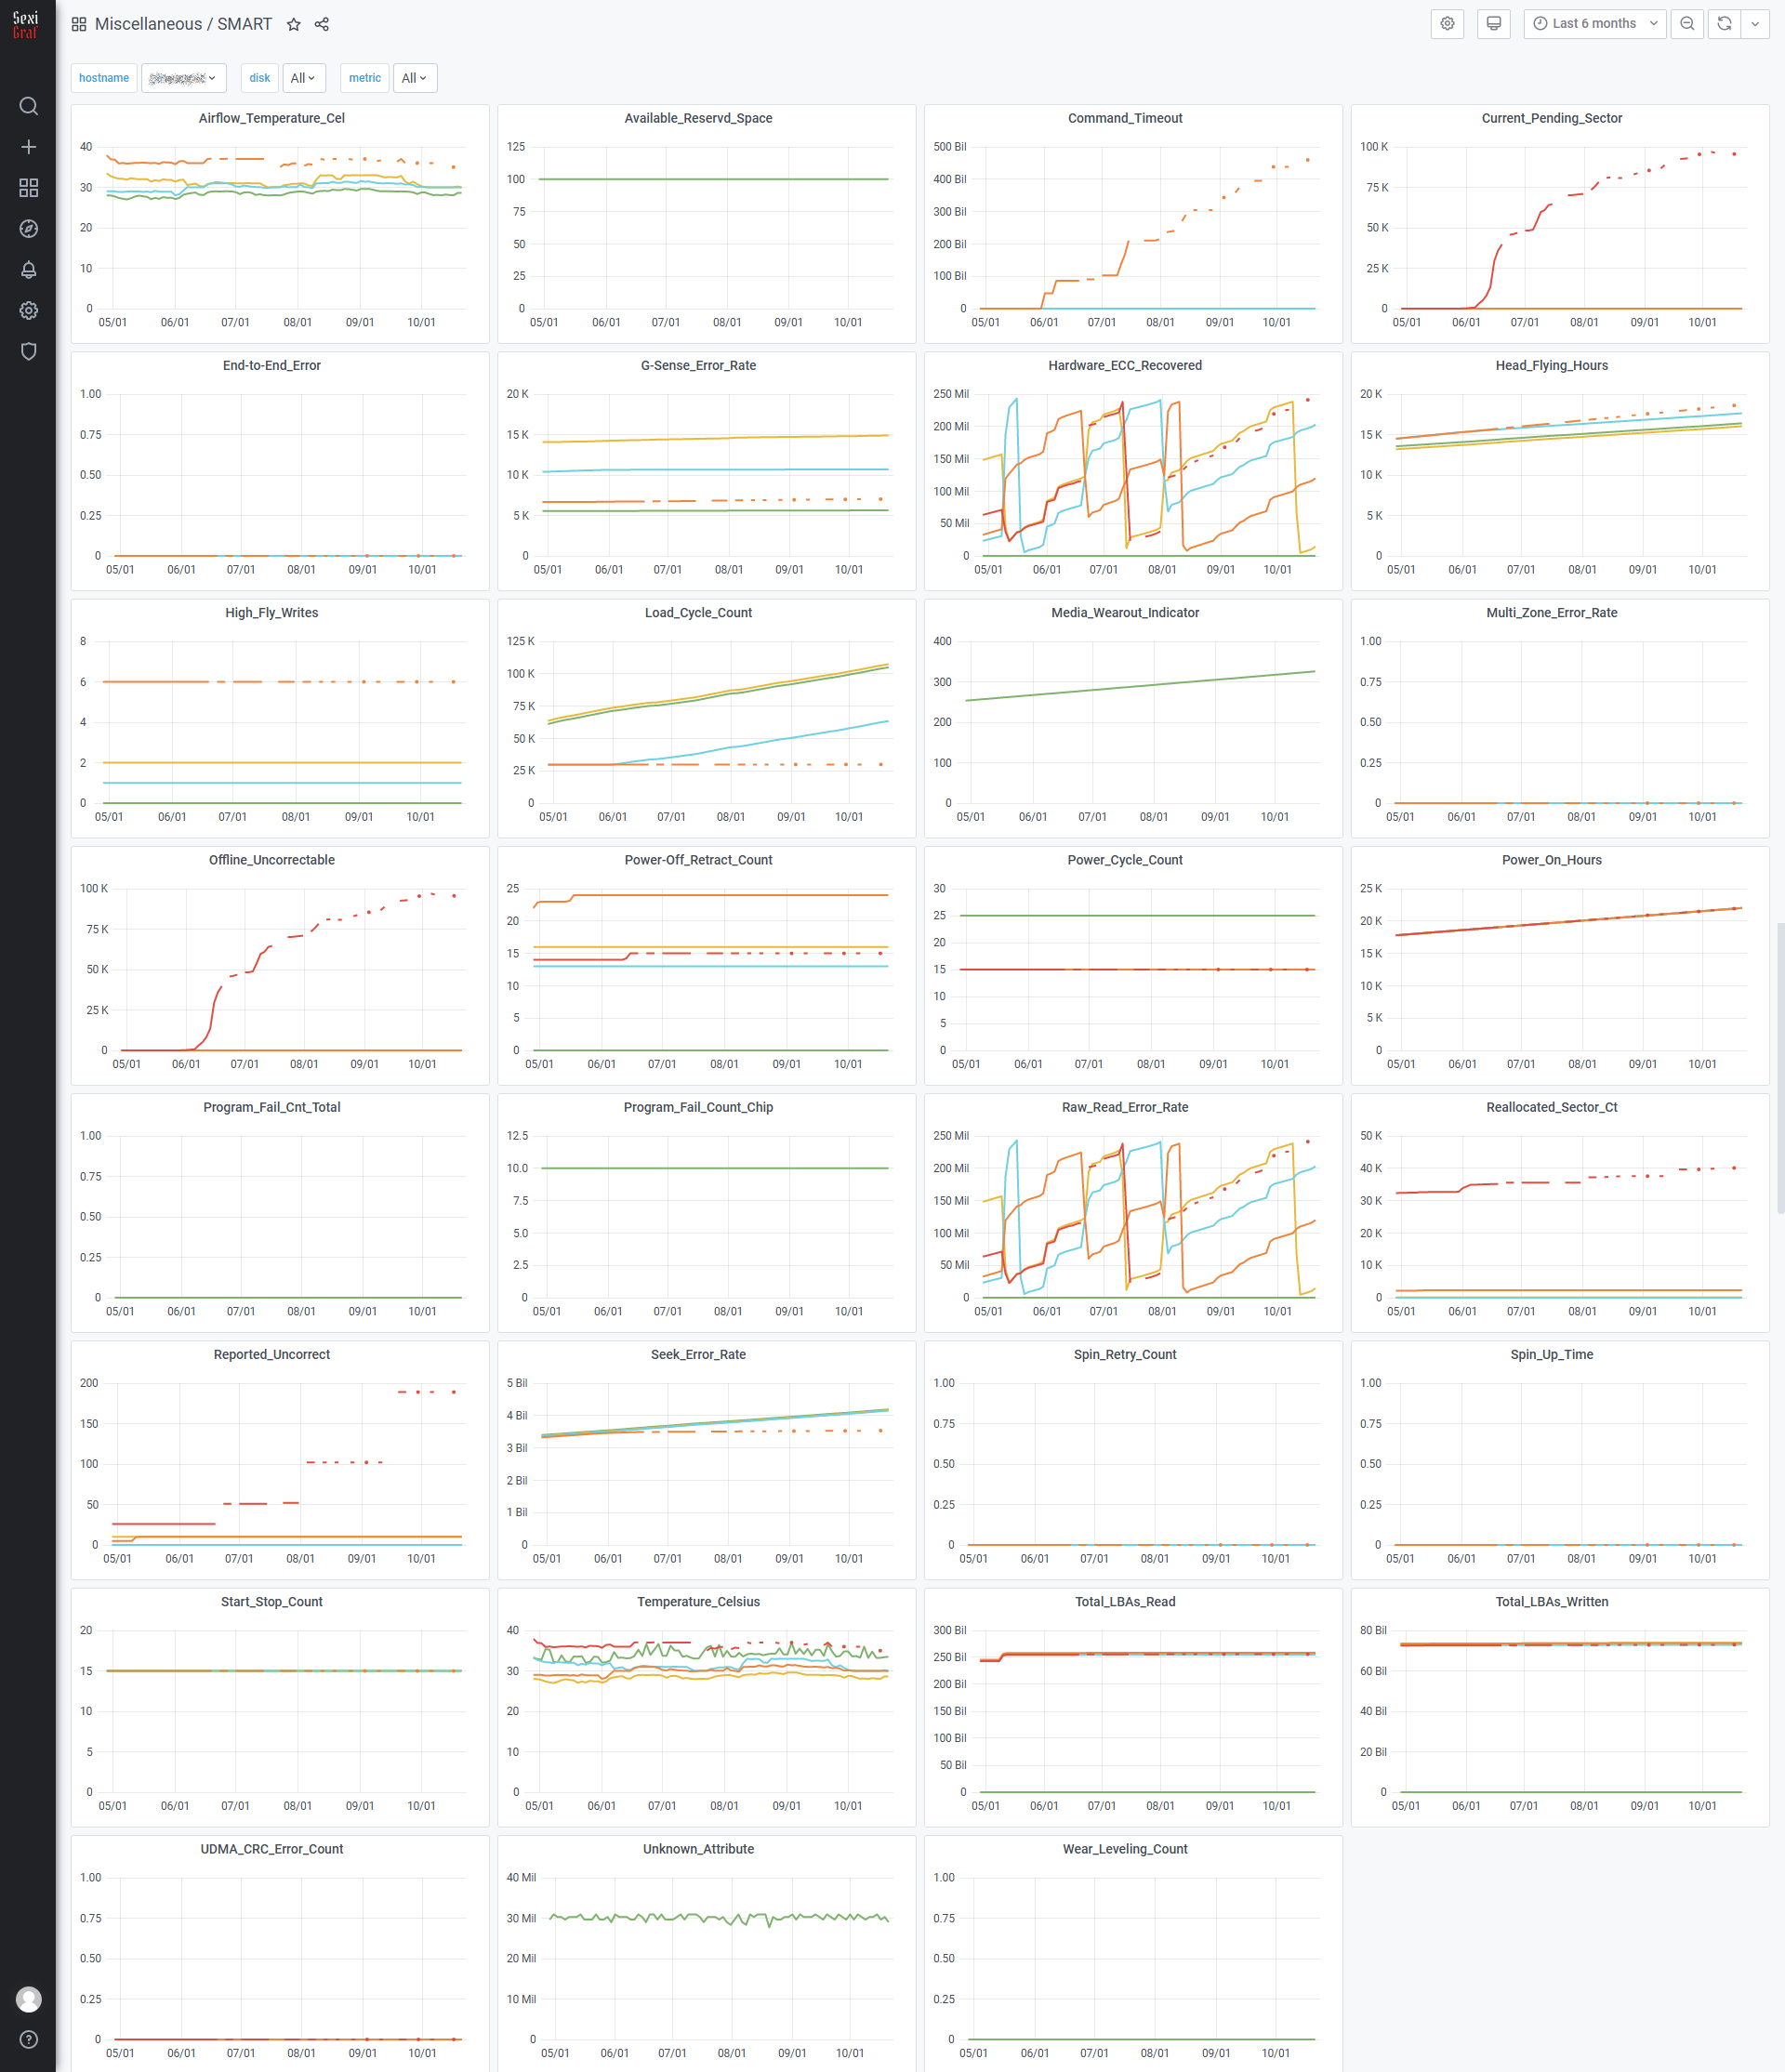 Sexi
Graf
Miscellaneous / SMART
Last 6 months
hostname
disk All metric All
Airflow_Temperature_Cel
40
30
20
10
0
05/01 06/01 07/01 08/01 09/01 10/01
Available_Reservd_Space
125
100
75
50
25
0
05/01 06/01 07/01 08/01 09/01 10/01
Command_Timeout
500 Bil
400 Bil
300 Bil
200 Bil
100 Bil
0
05/01 06/01 07/01 08/01 09/01 10/01
Current_Pending_Sector
100 K
75 K
50 K
25 K
0
05/01 06/01 07/01 08/01 09/01 10/01
End-to-End_Error
1.00
0.75
0.50
0.25
0
05/01 06/01 07/01 08/01 09/01 10/01
G-Sense_Error_Rate
20 K
15 K
10 K
5 K
0
05/01 06/01 07/01 08/01 09/01 10/01
Hardware_ECC_Recovered
250 Mil
200 Mil
150 Mil
100 Mil
50 Mil
0
05/01 06/01 07/01 08/01 09/01 10/01
Head_Flying_Hours
20 K
15 K
10 K
5 K
0
05/01 06/01 07/01 08/01 09/01 10/01
High_Fly_Writes
8
6
4
2
0
05/01 06/01 07/01 08/01 09/01 10/01
Load_Cycle_Count
125 K
100 K
75 K
50 K
25 K
0
05/01 06/01 07/01 08/01 09/01 10/01
Media_Wearout_Indicator
400
300
200
100
0
05/01 06/01 07/01 08/01 09/01 10/01
Multi_Zone_Error_Rate
1.00
0.75
0.50
0.25
0
05/01 06/01 07/01 08/01 09/01 10/01
Offline_Uncorrectable
100 K
75 K
50 K
25 K
0
05/01 06/01 07/01 08/01 09/01 10/01
Power-Off_Retract_Count
25
20
15
10
5
0
05/01 06/01 07/01 08/01 09/01 10/01
Power_Cycle_Count
30
25
20
15
10
5
0
05/01 06/01 07/01 08/01 09/01 10/01
Power_On_Hours
25 K
20 K
15 K
10 K
5 K
0
05/01 06/01 07/01 08/01 09/01 10/01
Program_Fail_Cnt_Total
1.00
0.75
0.50
0.25
0
05/01 06/01 07/01 08/01 09/01 10/01
Program_Fail_Count_Chip
12.5
10.0
7.5
5.0
2.5
0
05/01 06/01 07/01 08/01 09/01 10/01
Raw_Read_Error_Rate
250 Mil
200 Mil
150 Mil
100 Mil
50 Mil
0
05/01 06/01 07/01 08/01 09/01 10/01
Reallocated_Sector_Ct
50 K
40 K
30 K
20 K
10 K
0
05/01 06/01 07/01 08/01 09/01 10/01
Reported_Uncorrect
200
150
100
50
0
05/01 06/01 07/01 08/01 09/01 10/01
Seek_Error_Rate
5 Bil
4 Bil
3 Bil
2 Bil
1 Bil
0
05/01 06/01 07/01 08/01 09/01 10/01
Spin_Retry_Count
1.00
0.75
0.50
0.25
0
05/01 06/01 07/01 08/01 09/01 10/01
Spin_Up_Time
1.00
0.75
0.50
0.25
0
05/01 06/01 07/01 08/01 09/01 10/01
Start_Stop_Count
20
15
10
5
0
05/01 06/01 07/01 08/01 09/01 10/01
Temperature_Celsius
40
30
20
10
0
05/01 06/01 07/01 08/01 09/01 10/01
Total_LBAs_Read
300 Bil
250 Bil
200 Bil
150 Bil
100 Bil
50 Bil
0
05/01 06/01 07/01 08/01 09/01 10/01
Total_LBAs_Written
80 Bil
60 Bil
40 Bil
20 Bil
0
05/01 06/01 07/01 08/01 09/01 10/01
UDMA_CRC_Error_Count
1.00
0.75
0.50
0.25
0
05/01 06/01 07/01 08/01 09/01 10/01
Unknown_Attribute
40 Mil
30 Mil
20 Mil
10 Mil
0
05/01 06/01 07/01 08/01 09/01 10/01
Wear_Leveling_Count
1.00
0.75
0.50
0.25
0
05/01 06/01 07/01 08/01 09/01 10/01